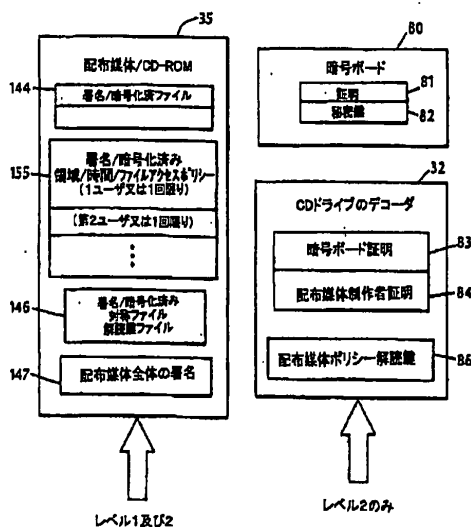 35
配布媒体/CD-ROM
144
署名/暗号化済ファイル
155
署名/暗号化済み
領域/時間/ファイルアクセスポリシー
(1ユーザ又は1回限り)
(第2ユーザ又は1回限り)
146
署名/暗号化済み
対称ファイル
解読鍵ファイル
147
配布媒体全体の署名
レベル1及び2
80
暗号ボード
証明
81
秘密鍵
82
32
CDドライブのデコーダ
暗号ボード証明
83
配布媒体制作者証明
84
配布媒体ポリシー解読鍵
86
レベル2のみ